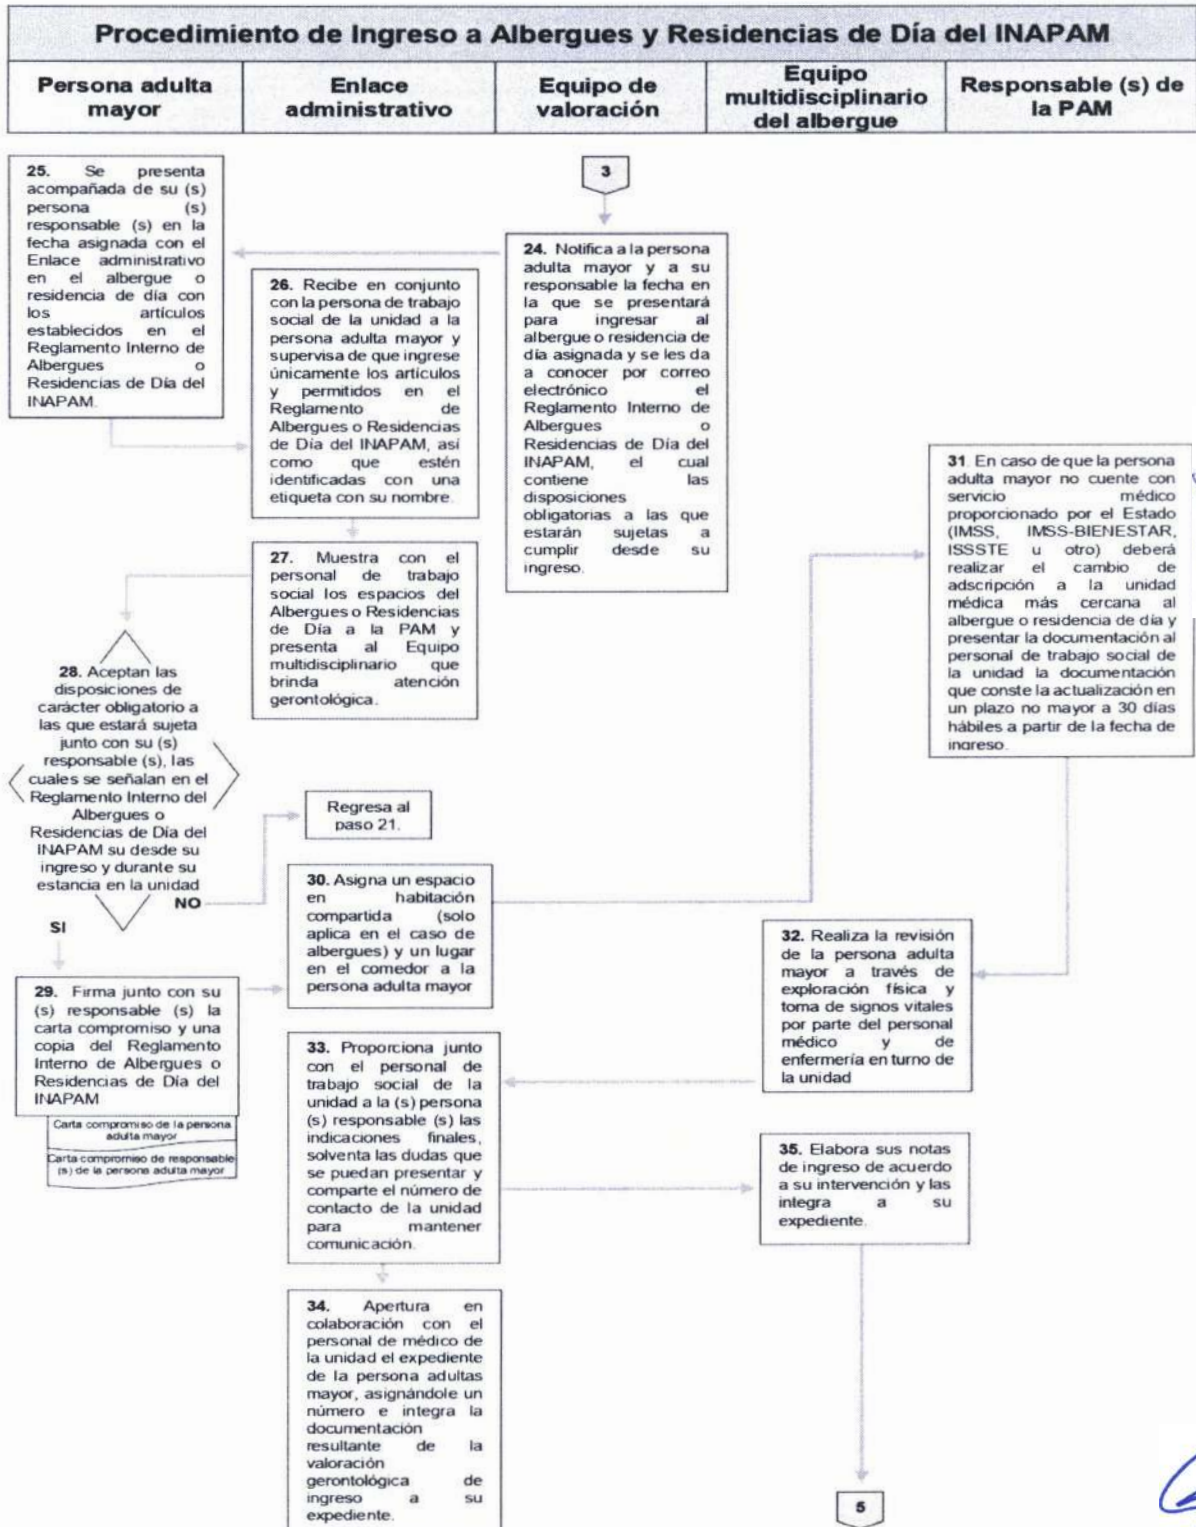 Procedimiento de Ingreso a Albergues y Residencias de Día del INAPAM
Persona adulta
mayor
Enlace
administrativo
Equipo de
valoración
Equipo
multidisciplinario
del albergue
Responsable (s) de
la PAM
3
25. Se presenta
acompañada de su (s)
persona (s)
responsable (s) en la
fecha asignada con el
Enlace administrativo
en el albergue o
residencia de día con
los artículos
establecidos en el
Reglamento Interno de
Albergues o
Residencias de Día del
INAPAM.
24. Notifica a la persona
adulta mayor y a su
responsable la fecha en
la que se presentará
para ingresar al
albergue o residencia de
día asignada y se les da
a conocer por correo
electrónico el
Reglamento Interno de
Albergues o
Residencias de Día del
INAPAM, el cual
contiene las
disposiciones
obligatorias a las que
estarán sujetas a
cumplir desde su
ingreso.
26. Recibe en conjunto
con la persona de trabajo
social de la unidad a la
persona adulta mayor y
supervisa de que ingrese
únicamente los artículos
y permitidos en el
Reglamento de
Albergues o Residencias
de Día del INAPAM, así
como que estén
identificadas con una
etiqueta con su nombre.
27. Muestra con el
personal de trabajo
social los espacios del
Albergues o Residencias
de Día a la PAM y
presenta al Equipo
multidisciplinario que
brinda atención
gerontológica.
31. En caso de que la persona
adulta mayor no cuente con
servicio médico
proporcionado por el Estado
(IMSS, IMSS-BIENESTAR,
ISSSTE u otro) deberá
realizar el cambio de
adscripción a la unidad
médica más cercana al
albergue o residencia de día y
presentar la documentación al
personal de trabajo social de
la unidad la documentación
que conste la actualización en
un plazo no mayor a 30 días
hábiles a partir de la fecha de
ingreso.
28. Aceptan las
disposiciones de
carácter obligatorio a
las que estará sujeta
junto con su (s)
responsable (s), las
cuales se señalan en el
Reglamento Interno del
Albergues o
Residencias de Día del
INAPAM su desde su
ingreso y durante su
estancia en la unidad
NO
SI
Regresa al
paso 21.
30. Asigna un espacio
en habitación
compartida (solo
aplica en el caso de
albergues) y un lugar
en el comedor a la
persona adulta mayor
29. Firma junto con su
(s) responsable (s) la
carta compromiso y una
copia del Reglamento
Interno de Albergues o
Residencias de Día del
INAPAM
Carta compromiso de la persona
adulta mayor
Carta compromiso de responsable
(s) de la persona adulta mayor
32. Realiza la revisión
de la persona adulta
mayor a través de
exploración física y
toma de signos vitales
por parte del personal
médico y de
enfermería en turno de
la unidad
33. Proporciona junto
con el personal de
trabajo social de la
unidad a la (s) persona
(s) responsable (s) las
indicaciones finales,
solventa las dudas que
se puedan presentar y
comparte el número de
contacto de la unidad
para mantener
comunicación.
35. Elabora sus notas
de ingreso de acuerdo
a su intervención y las
integra a su
expediente.
34. Apertura en
colaboración con el
personal de médico de
la unidad el expediente
de la persona adultas
mayor, asignándole un
número e integra la
documentación
resultante de la
valoración
gerontológica de
ingreso a su
expediente.
5